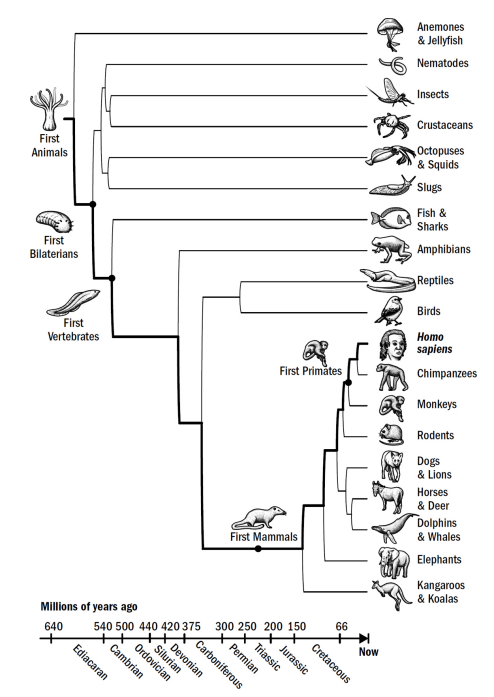 Anemones
& Jellyfish
Nematodes
Insects
First
Animals
Crustaceans
Octopuses
& Squids
Slugs
First
Bilaterians
Fish &
Sharks
Amphibians
Reptiles
First
Vertebrates
Birds
Homo
sapiens
First Primates
Chimpanzees
Monkeys
Rodents
Dogs
& Lions
Horses
& Deer
First Mammals
Dolphins
& Whales
Elephants
Kangaroos
& Koalas
Millions of years ago
640 540 500 440 420 375 300 250 200 150 66
Now
Ediacaran
Cambrian
Ordovician
Silurian
Devonian
Carboniferous
Permian
Triassic
Jurassic
Cretaceous